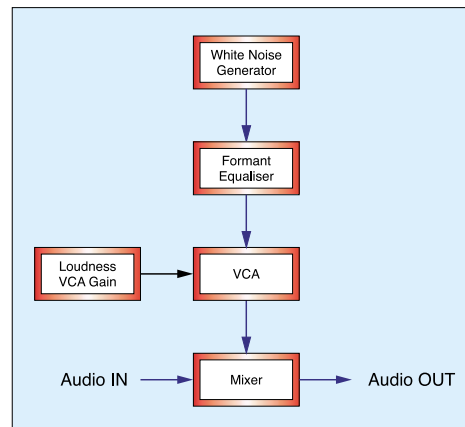 White Noise
Generator
Formant
Equaliser
Loudness
VCA Gain
VCA
Audio IN
Mixer
Audio OUT